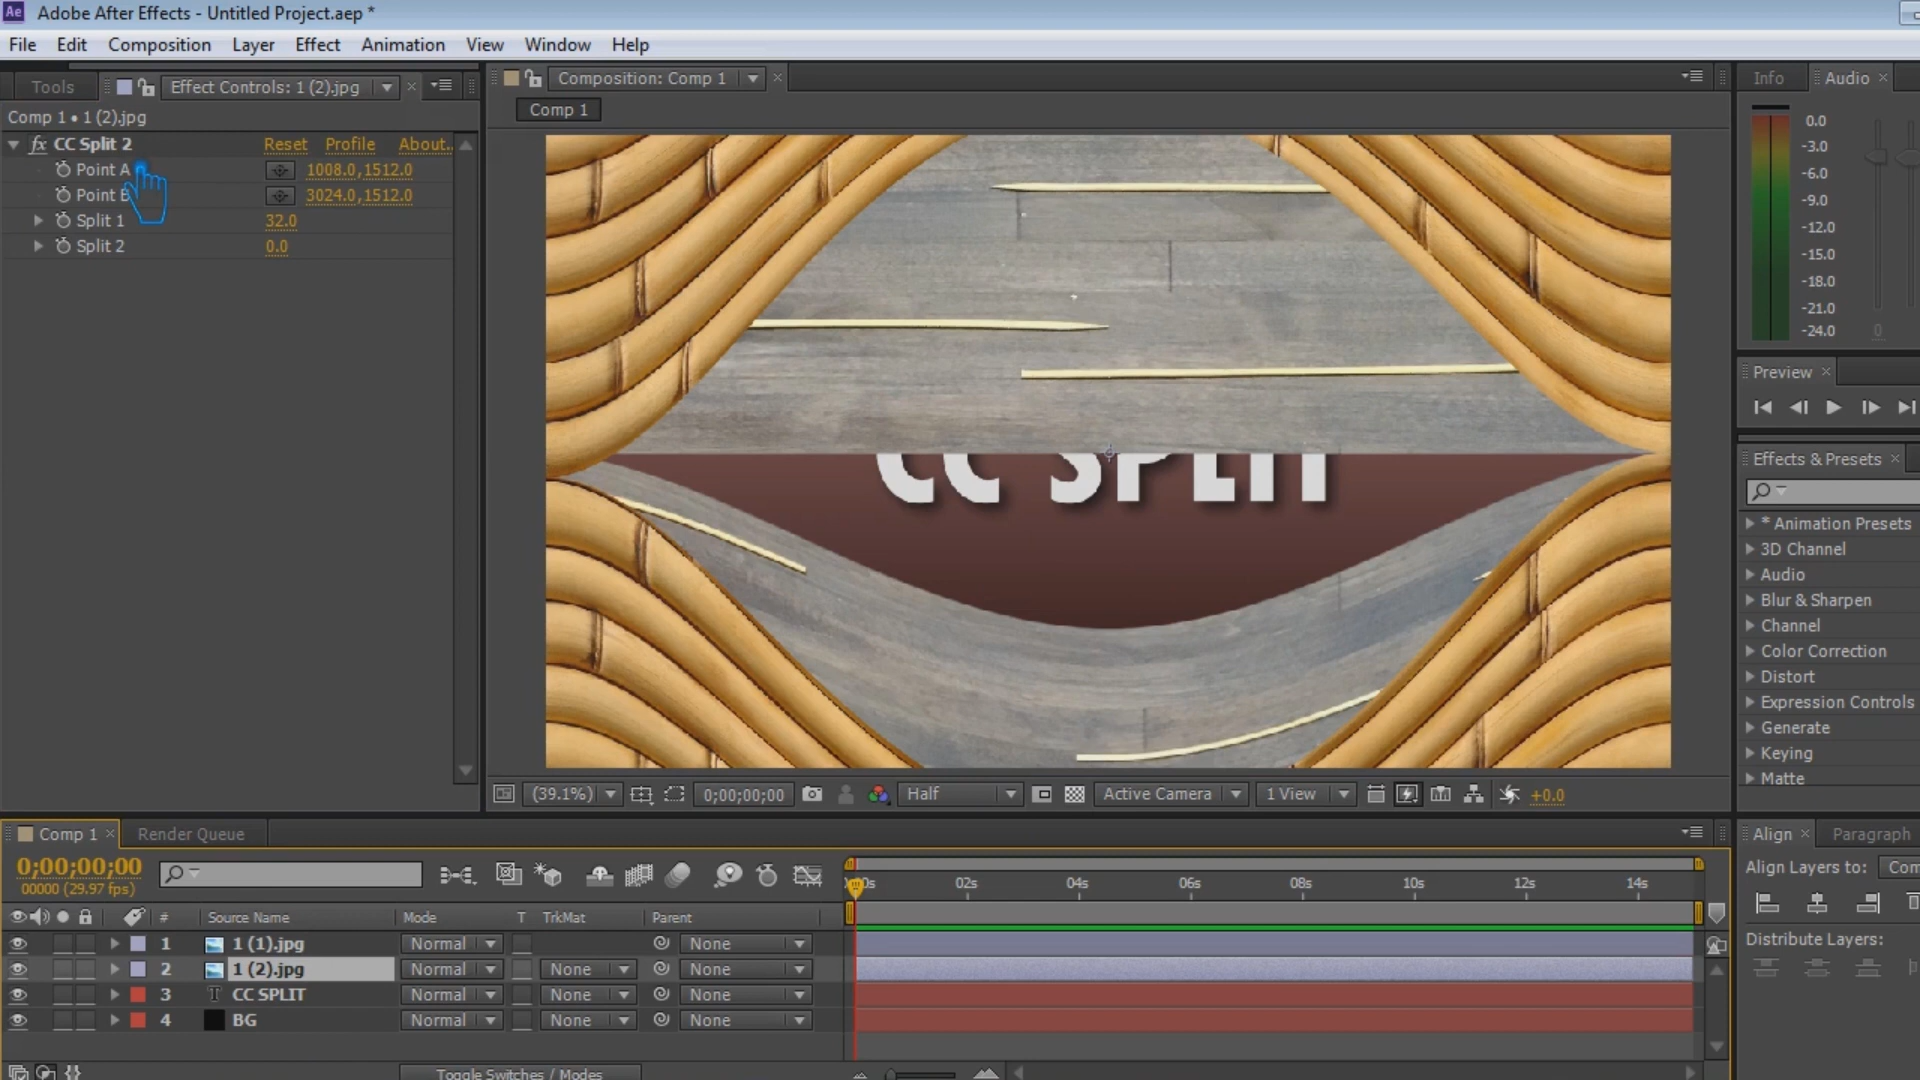 Ae Adobe After Effects - Untitled Project.aep *
File Edit Composition Layer Effect Animation View Window Help
Tools Effect Controls: 1 (2).jpg
Comp 1 • 1 (2).jpg
fx CC Split 2 Reset Profile About..
Point A 1008.0,1512.0
Point B 3024.0,1512.0
Split 1 32.0
Split 2 0.0
Composition: Comp 1
Comp 1
CC SPLIT
(39.1%) 0;00;00;00 Half Active Camera 1 View +0.0
Info Audio
0.0
-3.0
-6.0
-9.0
-12.0
-15.0
-18.0
-21.0
-24.0 0
Preview
Effects & Presets
* Animation Presets
3D Channel
Audio
Blur & Sharpen
Channel
Color Correction
Distort
Expression Controls
Generate
Keying
Matte
Comp 1 Render Queue
0;00;00;00
00000 (29.97 fps)
02s 04s 06s 08s 10s 12s 14s
# Source Name Mode T TrkMat Parent
1 1 (1).jpg Normal None
2 1 (2).jpg Normal None None
3 T CC SPLIT Normal None None
4 BG Normal None None
Toggle Switches / Modes
Align Paragraph
Align Layers to:
Distribute Layers: